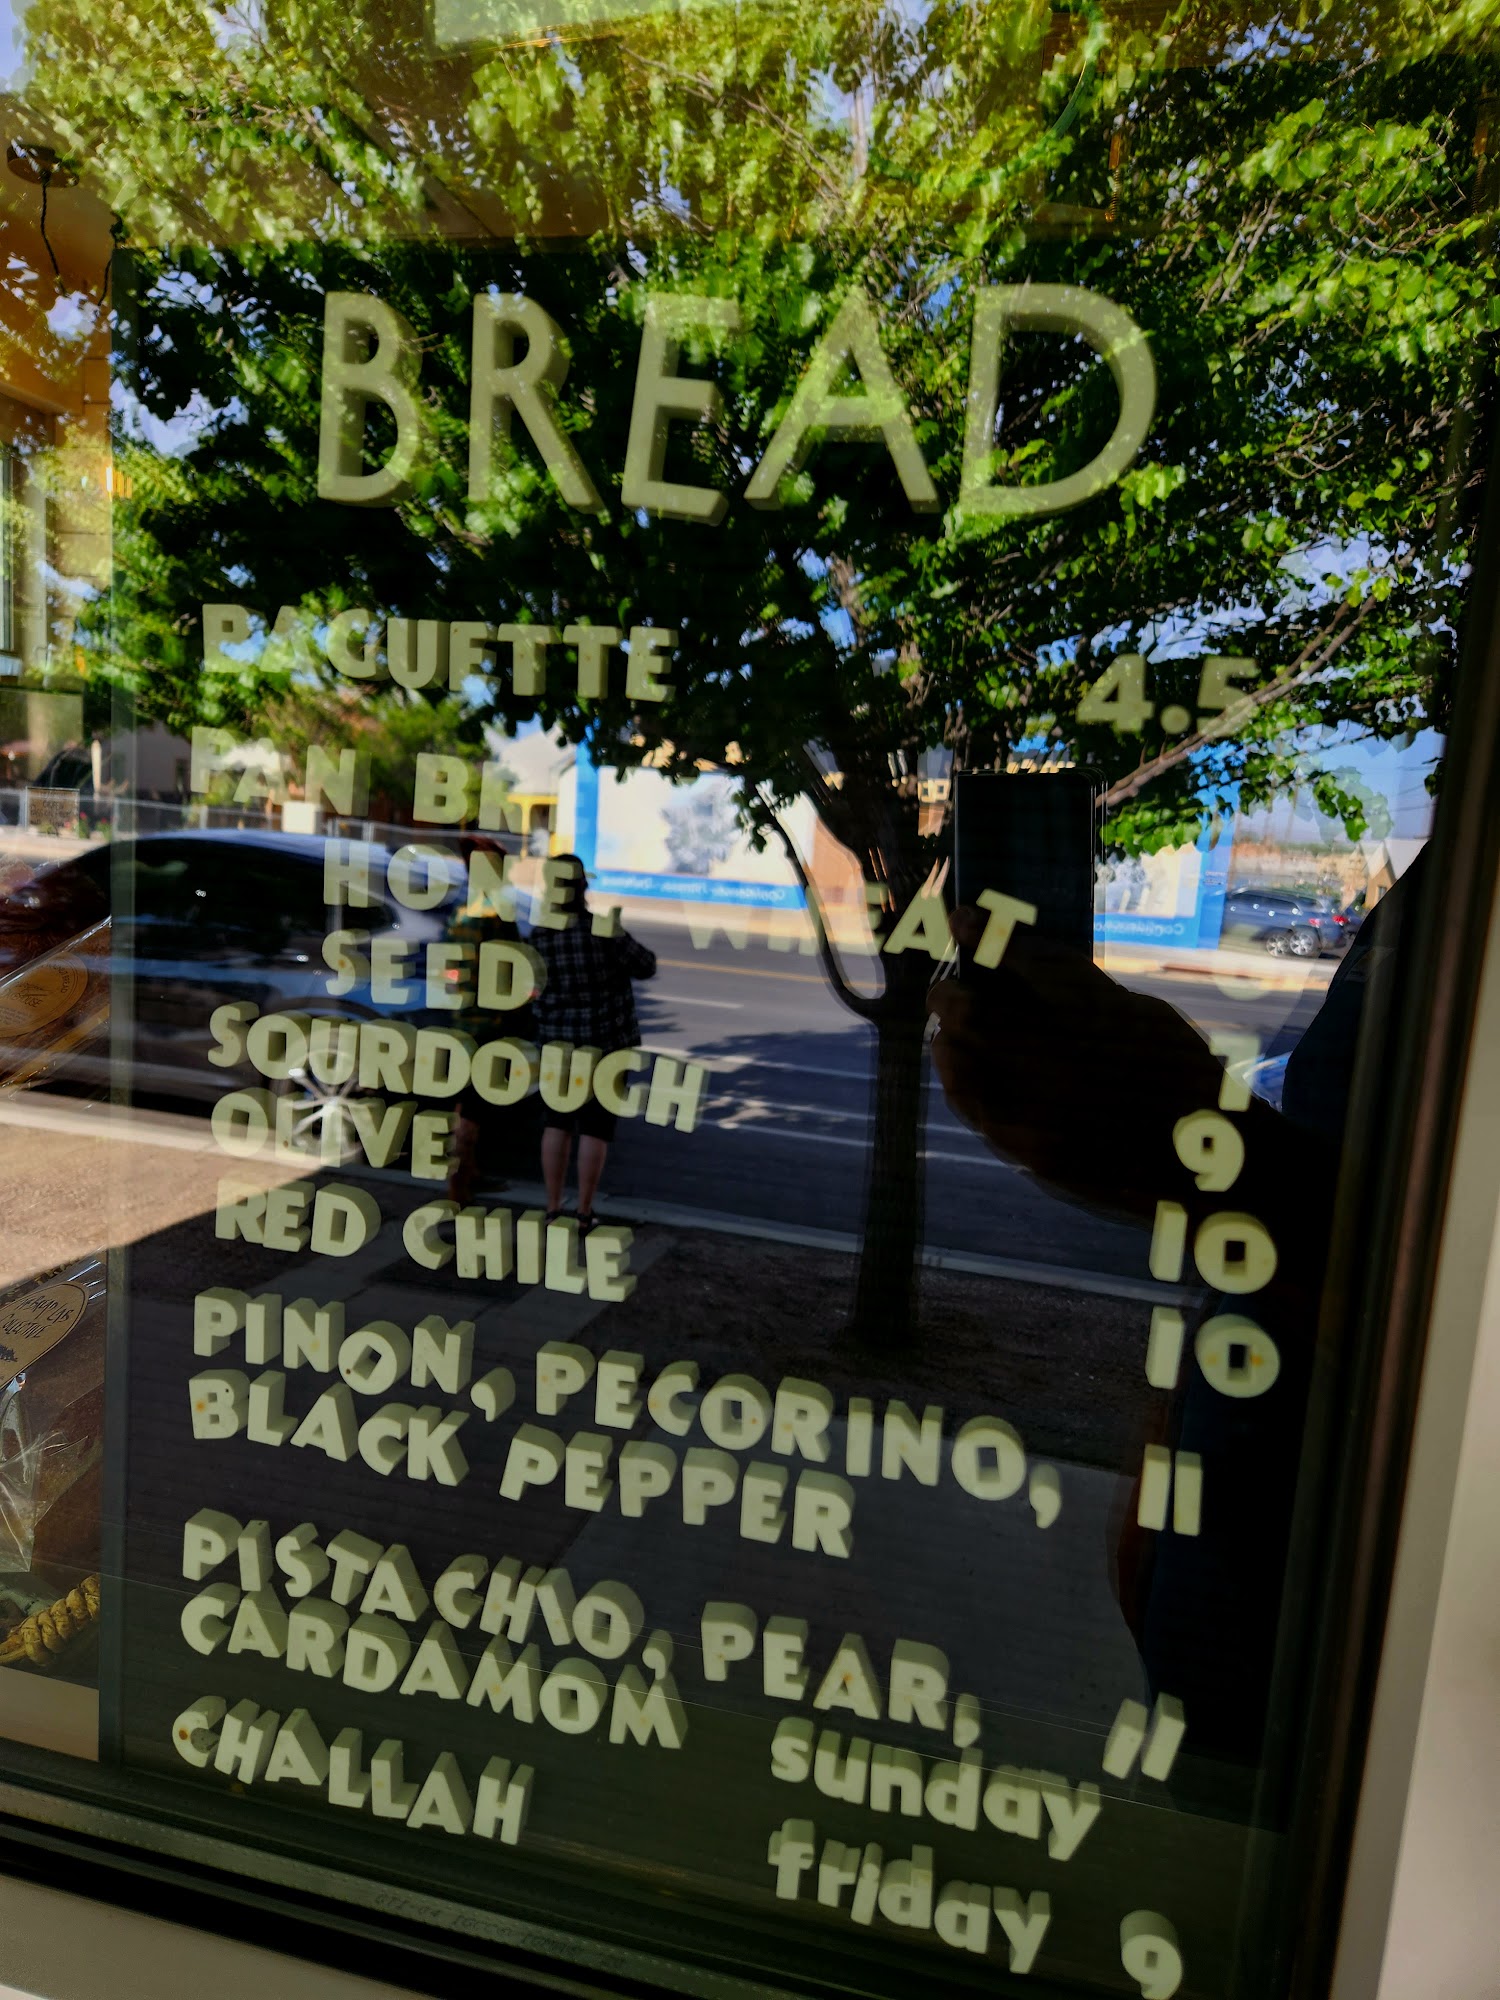 BREAD
BAGUETTE 4.5
PAN
HONEY WHEAT
SEED 7
SOURDOUGH 9
OLIVE 10
RED CHILE 10
PINON, PECORINO,
BLACK PEPPER 11
PISTACHIO, PEAR,
CARDAMOM sunday 11
CHALLAH friday 9